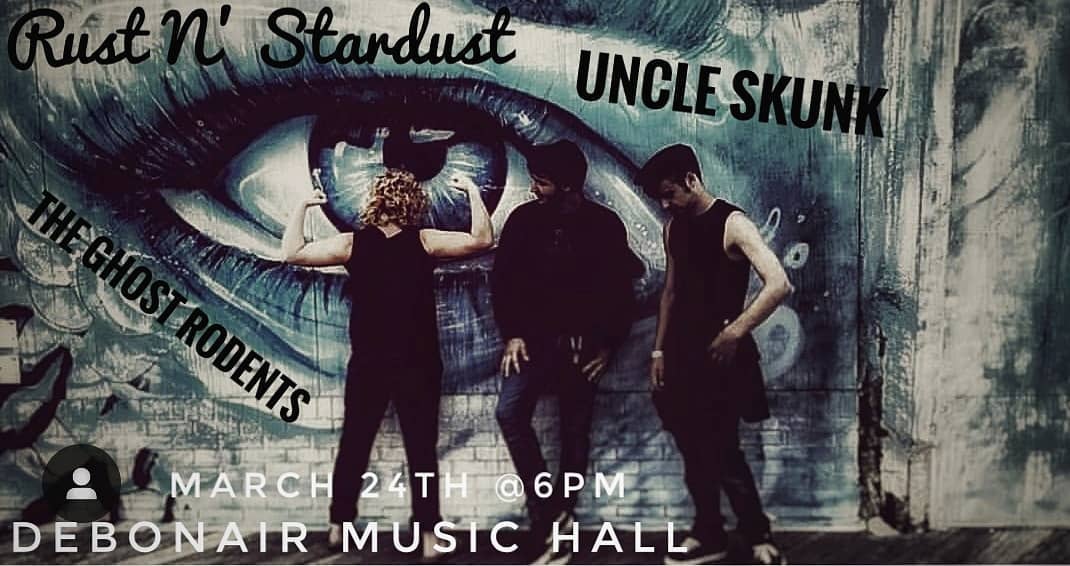 Rust N' Stardust
UNCLE SKUNK
THE GHOST RODENTS
MARCH 24TH @6PM
DEBONAIR MUSIC HALL